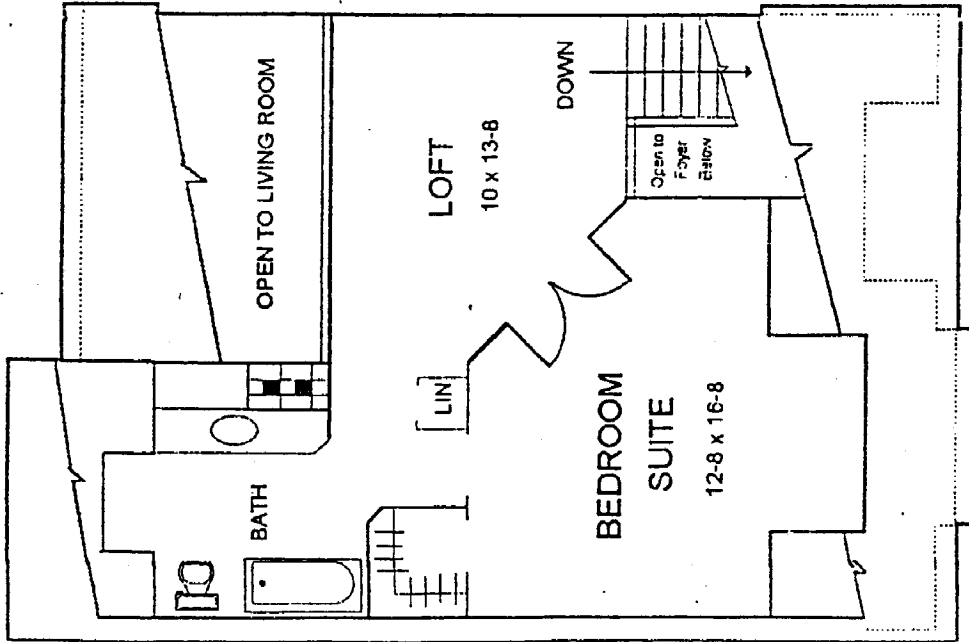 OPEN TO LIVING ROOM
LOFT
10 x 13-8
DOWN
Open to
Foyer
Below
LIN
BATH
BEDROOM
SUITE
12-8 x 16-8